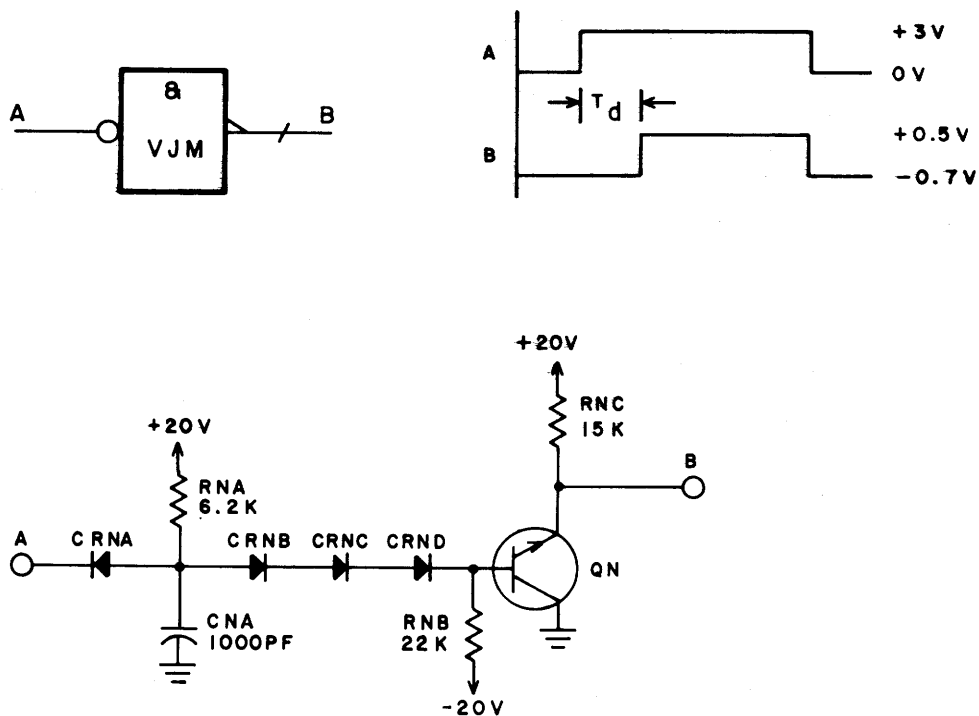 A
&
VJM
B
A
+3V
0V
Td
B
+0.5V
-0.7V
+20V
RNC
15K
+20V
RNA
6.2K
B
A
CRNA
CRNB
CRNC
CRND
QN
CNA
1000PF
RNB
22K
-20V